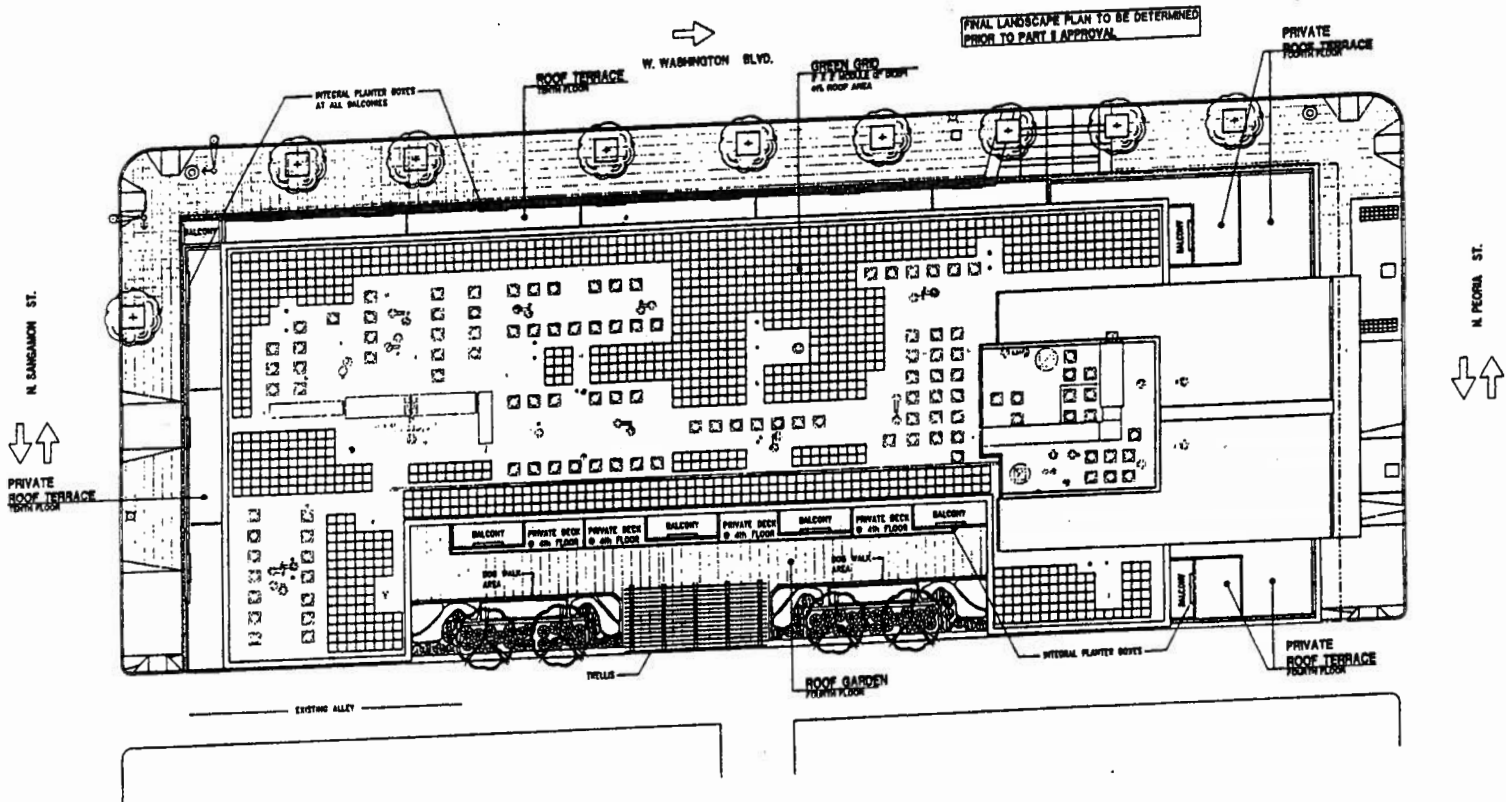 FINAL LANDSCAPE PLAN TO BE DETERMINED
PRIOR TO PART II APPROVAL
W. WASHINGTON BLVD.
PRIVATE
ROOF TERRACE
FOURTH FLOOR
ROOF TERRACE
TENTH FLOOR
GREEN GRID
ROOF AREA
INTEGRAL PLANTER BOXES
AT ALL BALCONIES
BALCONY
BALCONY
N. SANGAMON ST.
N. PEORIA ST.
PRIVATE
ROOF TERRACE
TENTH FLOOR
BALCONY
PRIVATE DECK
@ 4th FLOOR
PRIVATE DECK
@ 4th FLOOR
BALCONY
PRIVATE DECK
@ 4th FLOOR
BALCONY
PRIVATE DECK
@ 4th FLOOR
BALCONY
DOG WALK
AREA
DOG WALK
AREA
BALCONY
INTEGRAL PLANTER BOXES
PRIVATE
ROOF TERRACE
FOURTH FLOOR
TRELLIS
ROOF GARDEN
FOURTH FLOOR
EXISTING ALLEY